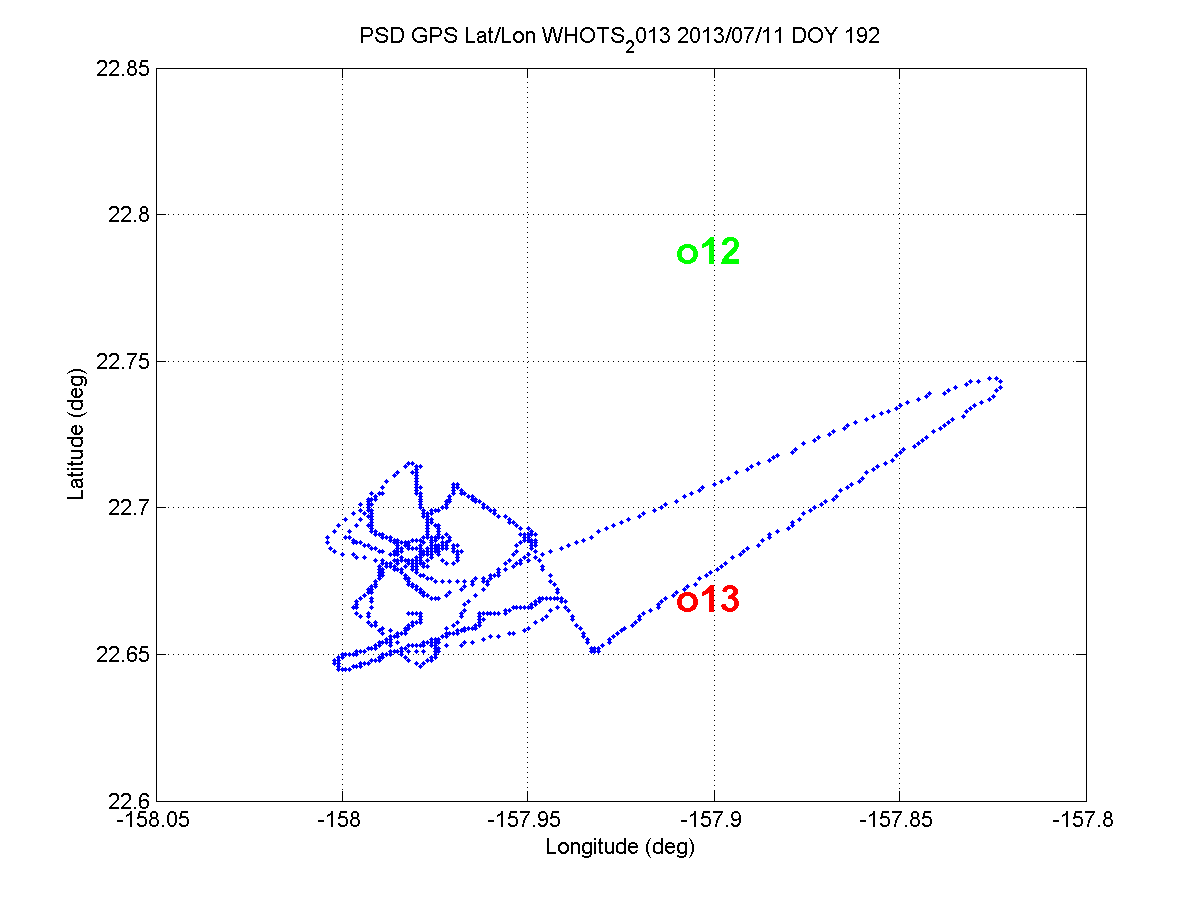 PSD GPS Lat/Lon WHOTS₂013 2013/07/11 DOY 192
22.85
22.8
22.75
22.7
22.65
22.6
Latitude (deg)
o12
o13
-158.05 -158 -157.95 -157.9 -157.85 -157.8
Longitude (deg)